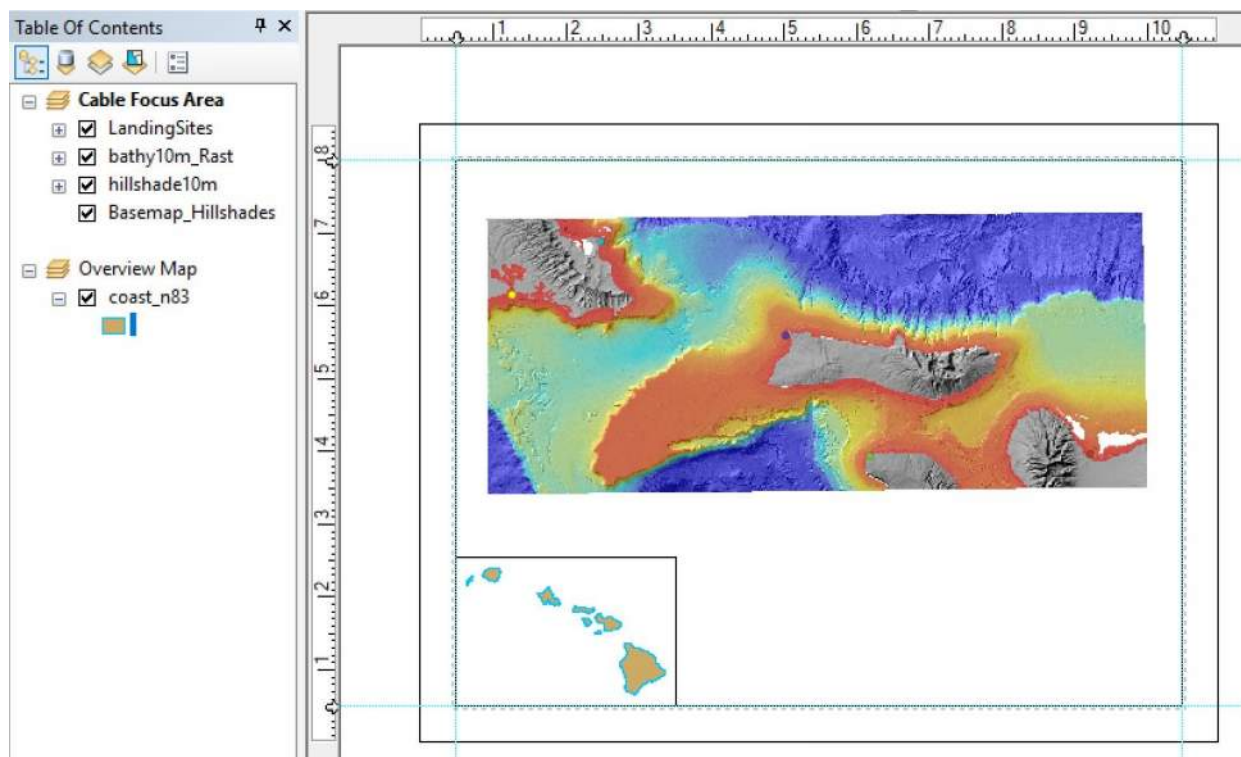 Table Of Contents
Cable Focus Area
LandingSites
bathy10m_Rast
hillshade10m
Basemap_Hillshades
Overview Map
coast_n83
1 2 3 4 5 6 7 8 9 10
8
7
6
5
4
3
2
1